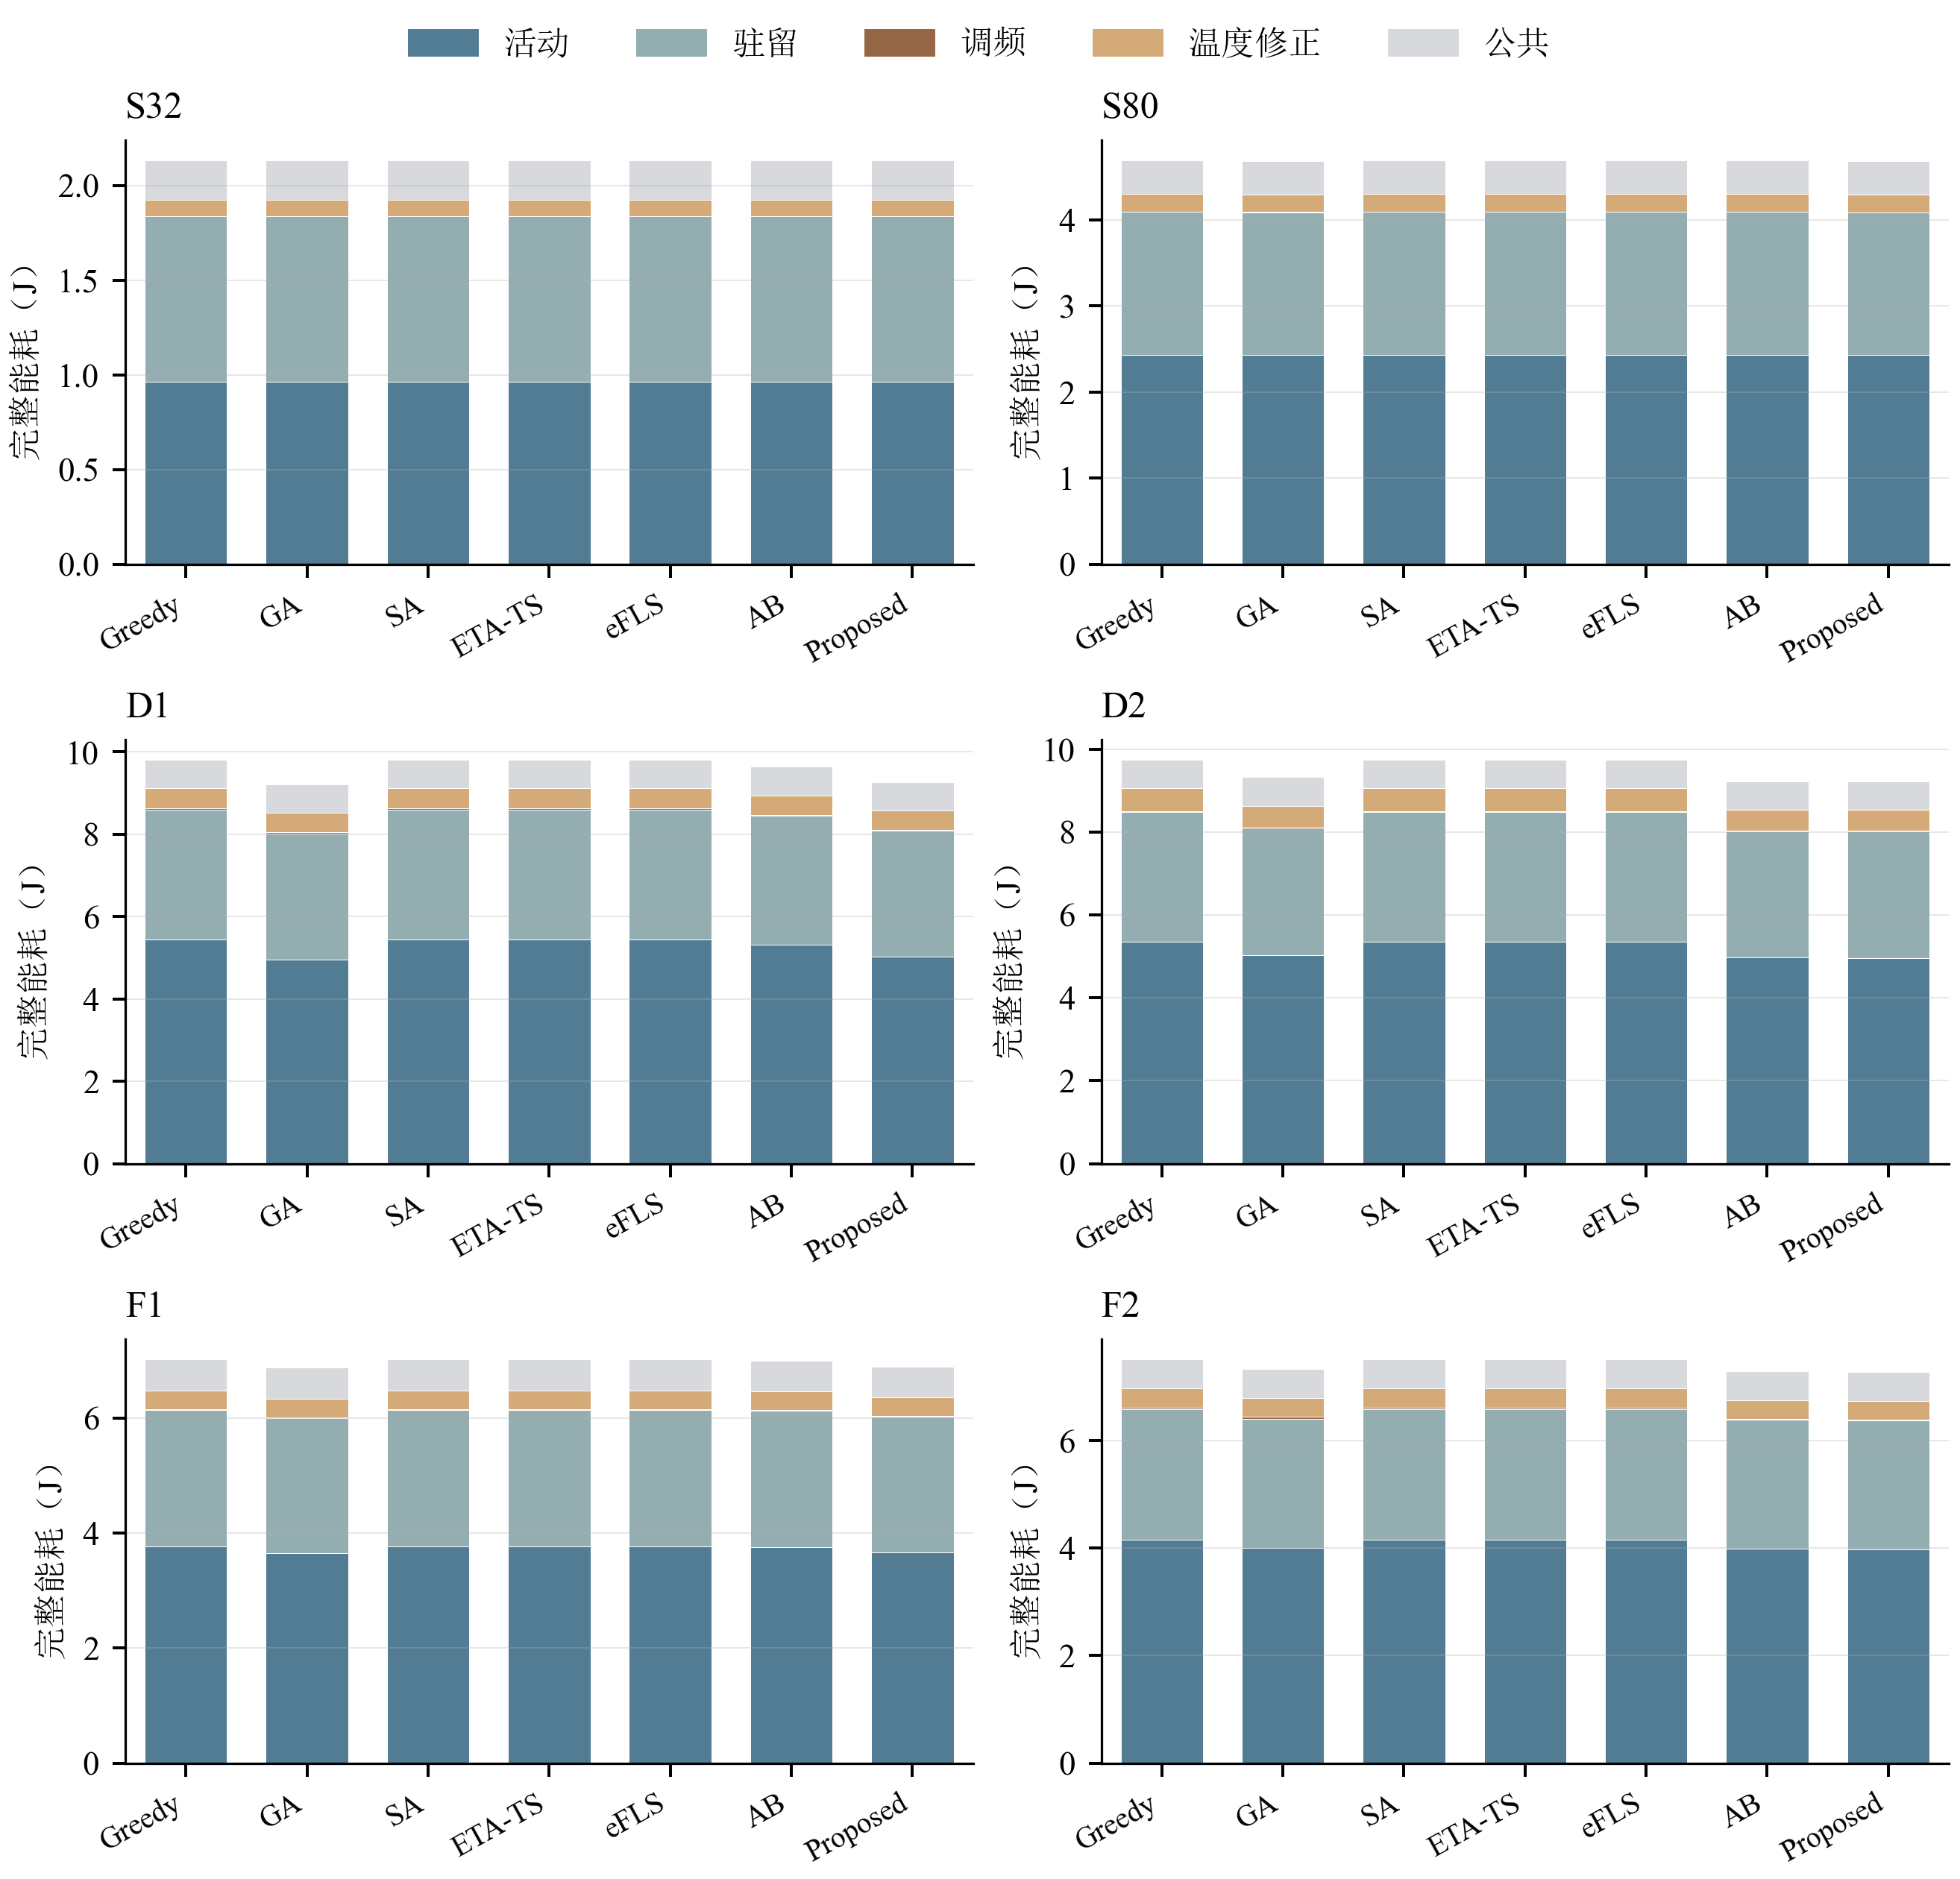 活动 驻留 调频 温度修正 公共
S32
完整能耗（J）
2.0
1.5
1.0
0.5
0.0
Greedy GA SA ETA-TS eFLS AB Proposed
S80
完整能耗（J）
4
3
2
1
0
Greedy GA SA ETA-TS eFLS AB Proposed
D1
完整能耗（J）
10
8
6
4
2
0
Greedy GA SA ETA-TS eFLS AB Proposed
D2
完整能耗（J）
10
8
6
4
2
0
Greedy GA SA ETA-TS eFLS AB Proposed
F1
完整能耗（J）
6
4
2
0
Greedy GA SA ETA-TS eFLS AB Proposed
F2
完整能耗（J）
6
4
2
0
Greedy GA SA ETA-TS eFLS AB Proposed